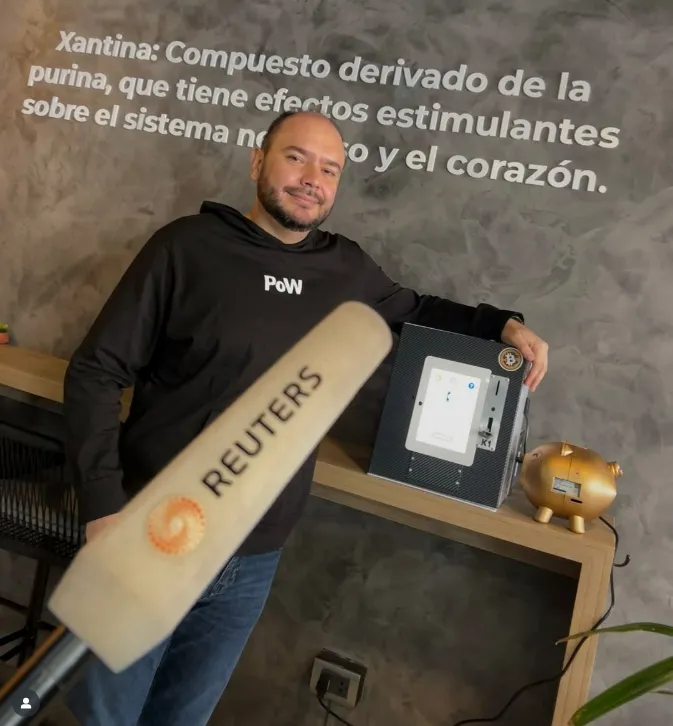 Xantina: Compuesto derivado de la
purina, que tiene efectos estimulantes
sobre el sistema y el corazón.
PoW
REUTERS
K1